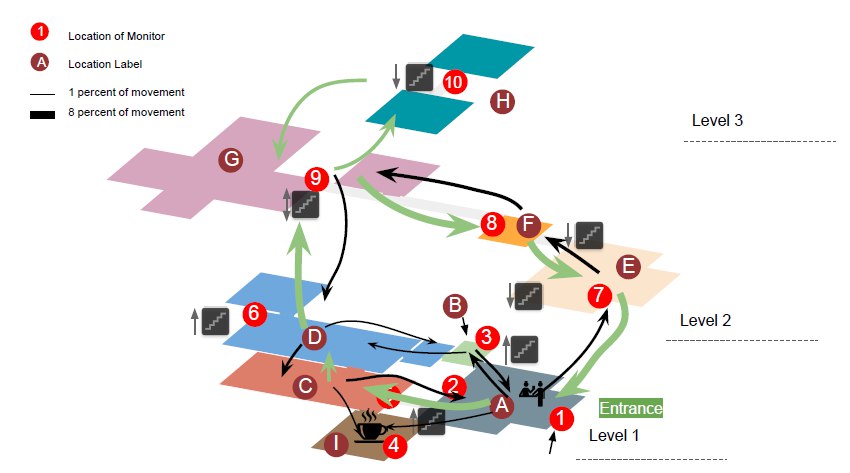 1 Location of Monitor
A Location Label
1 percent of movement
8 percent of movement
10
H
Level 3
G
9
8 F
E
7
B
6
D
3
Level 2
C
2
A
Entrance
1
Level 1
I
4